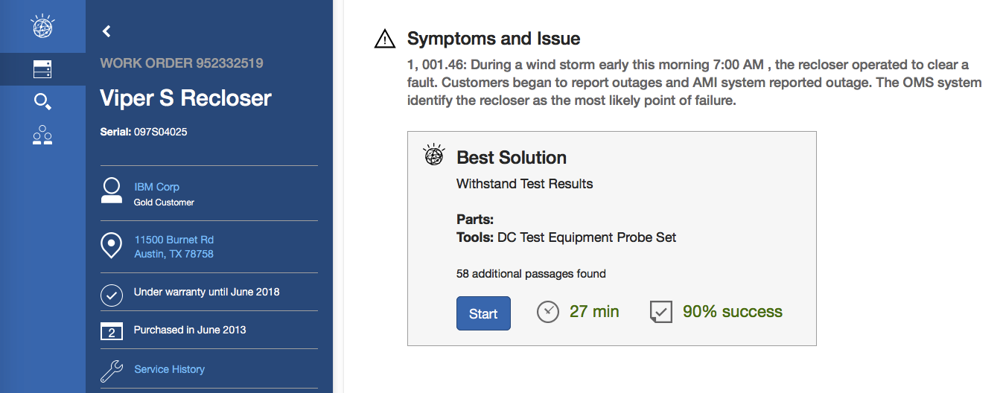 WORK ORDER 952332519
Viper S Recloser
Serial: 097S04025
IBM Corp
Gold Customer
11500 Burnet Rd
Austin, TX 78758
Under warranty until June 2018
2
Purchased in June 2013
Service History
Symptoms and Issue
1, 001.46: During a wind storm early this morning 7:00 AM , the recloser operated to clear a
fault. Customers began to report outages and AMI system reported outage. The OMS system
identify the recloser as the most likely point of failure.
Best Solution
Withstand Test Results
Parts:
Tools: DC Test Equipment Probe Set
58 additional passages found
Start
27 min
90% success